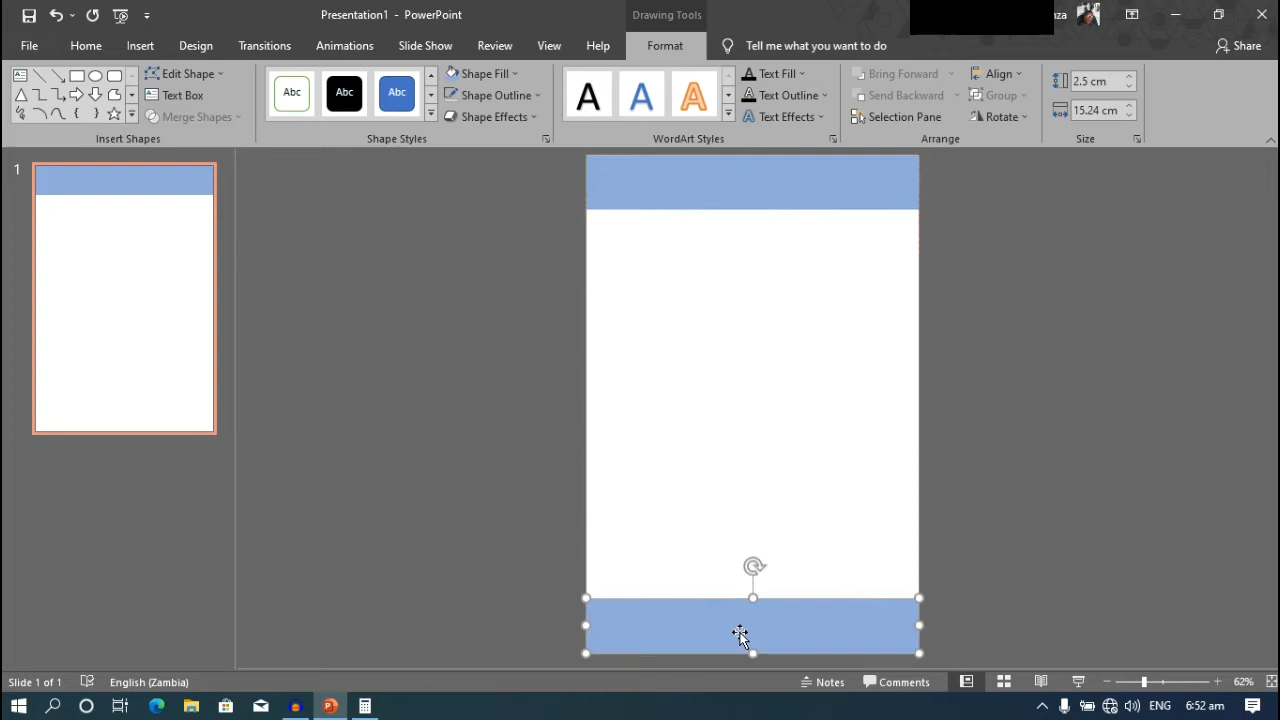 Presentation1 - PowerPoint
Drawing Tools
nza
File
Home
Insert
Design
Transitions
Animations
Slide Show
Review
View
Help
Format
Tell me what you want to do
Share
Edit Shape
Text Box
Merge Shapes
Insert Shapes
Abc
Abc
Abc
Shape Fill
Shape Outline
Shape Effects
Shape Styles
A
A
A
Text Fill
Text Outline
Text Effects
WordArt Styles
Bring Forward
Send Backward
Selection Pane
Align
Group
Rotate
Arrange
2.5 cm
15.24 cm
Size
1
Slide 1 of 1
English (Zambia)
Notes
Comments
62%
ENG
6:52 am